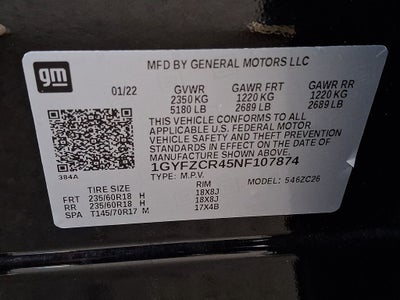 gm
MFD BY GENERAL MOTORS LLC
01/22 GVWR GAWR FRT GAWR RR
2350 KG 1220 KG 1220 KG
5180 LB 2689 LB 2689 LB
THIS VEHICLE CONFORMS TO ALL
APPLICABLE U.S. FEDERAL MOTOR
VEHICLE SAFETY AND THEFT PREVENTION
STANDARDS IN EFFECT ON THE DATE OF
MANUFACTURE SHOWN ABOVE.
1GYFZCR45NF107874
384A TYPE: M.P.V. MODEL: 546ZC26
TIRE SIZE RIM
FRT 235/60R18 H 18X8J
RR 235/60R18 H 18X8J
SPA T145/70R17 M 17X4B